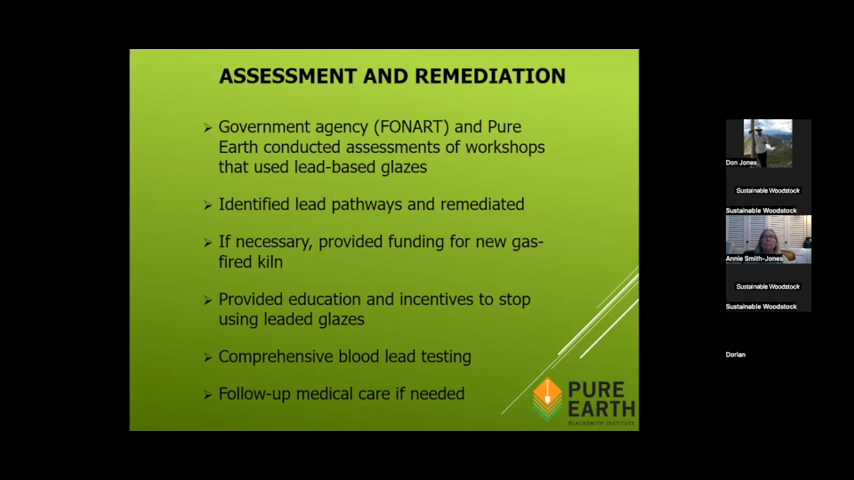 ASSESSMENT AND REMEDIATION
➢ Government agency (FONART) and Pure
Earth conducted assessments of workshops
that used lead-based glazes
➢ Identified lead pathways and remediated
➢ If necessary, provided funding for new gas-
fired kiln
➢ Provided education and incentives to stop
using leaded glazes
➢ Comprehensive blood lead testing
➢ Follow-up medical care if needed
PURE
EARTH
BLACKSMITH INSTITUTE
Don Jones
Sustainable Woodstock
Sustainable Woodstock
Annie Smith-Jones
Sustainable Woodstock
Sustainable Woodstock
Dorian